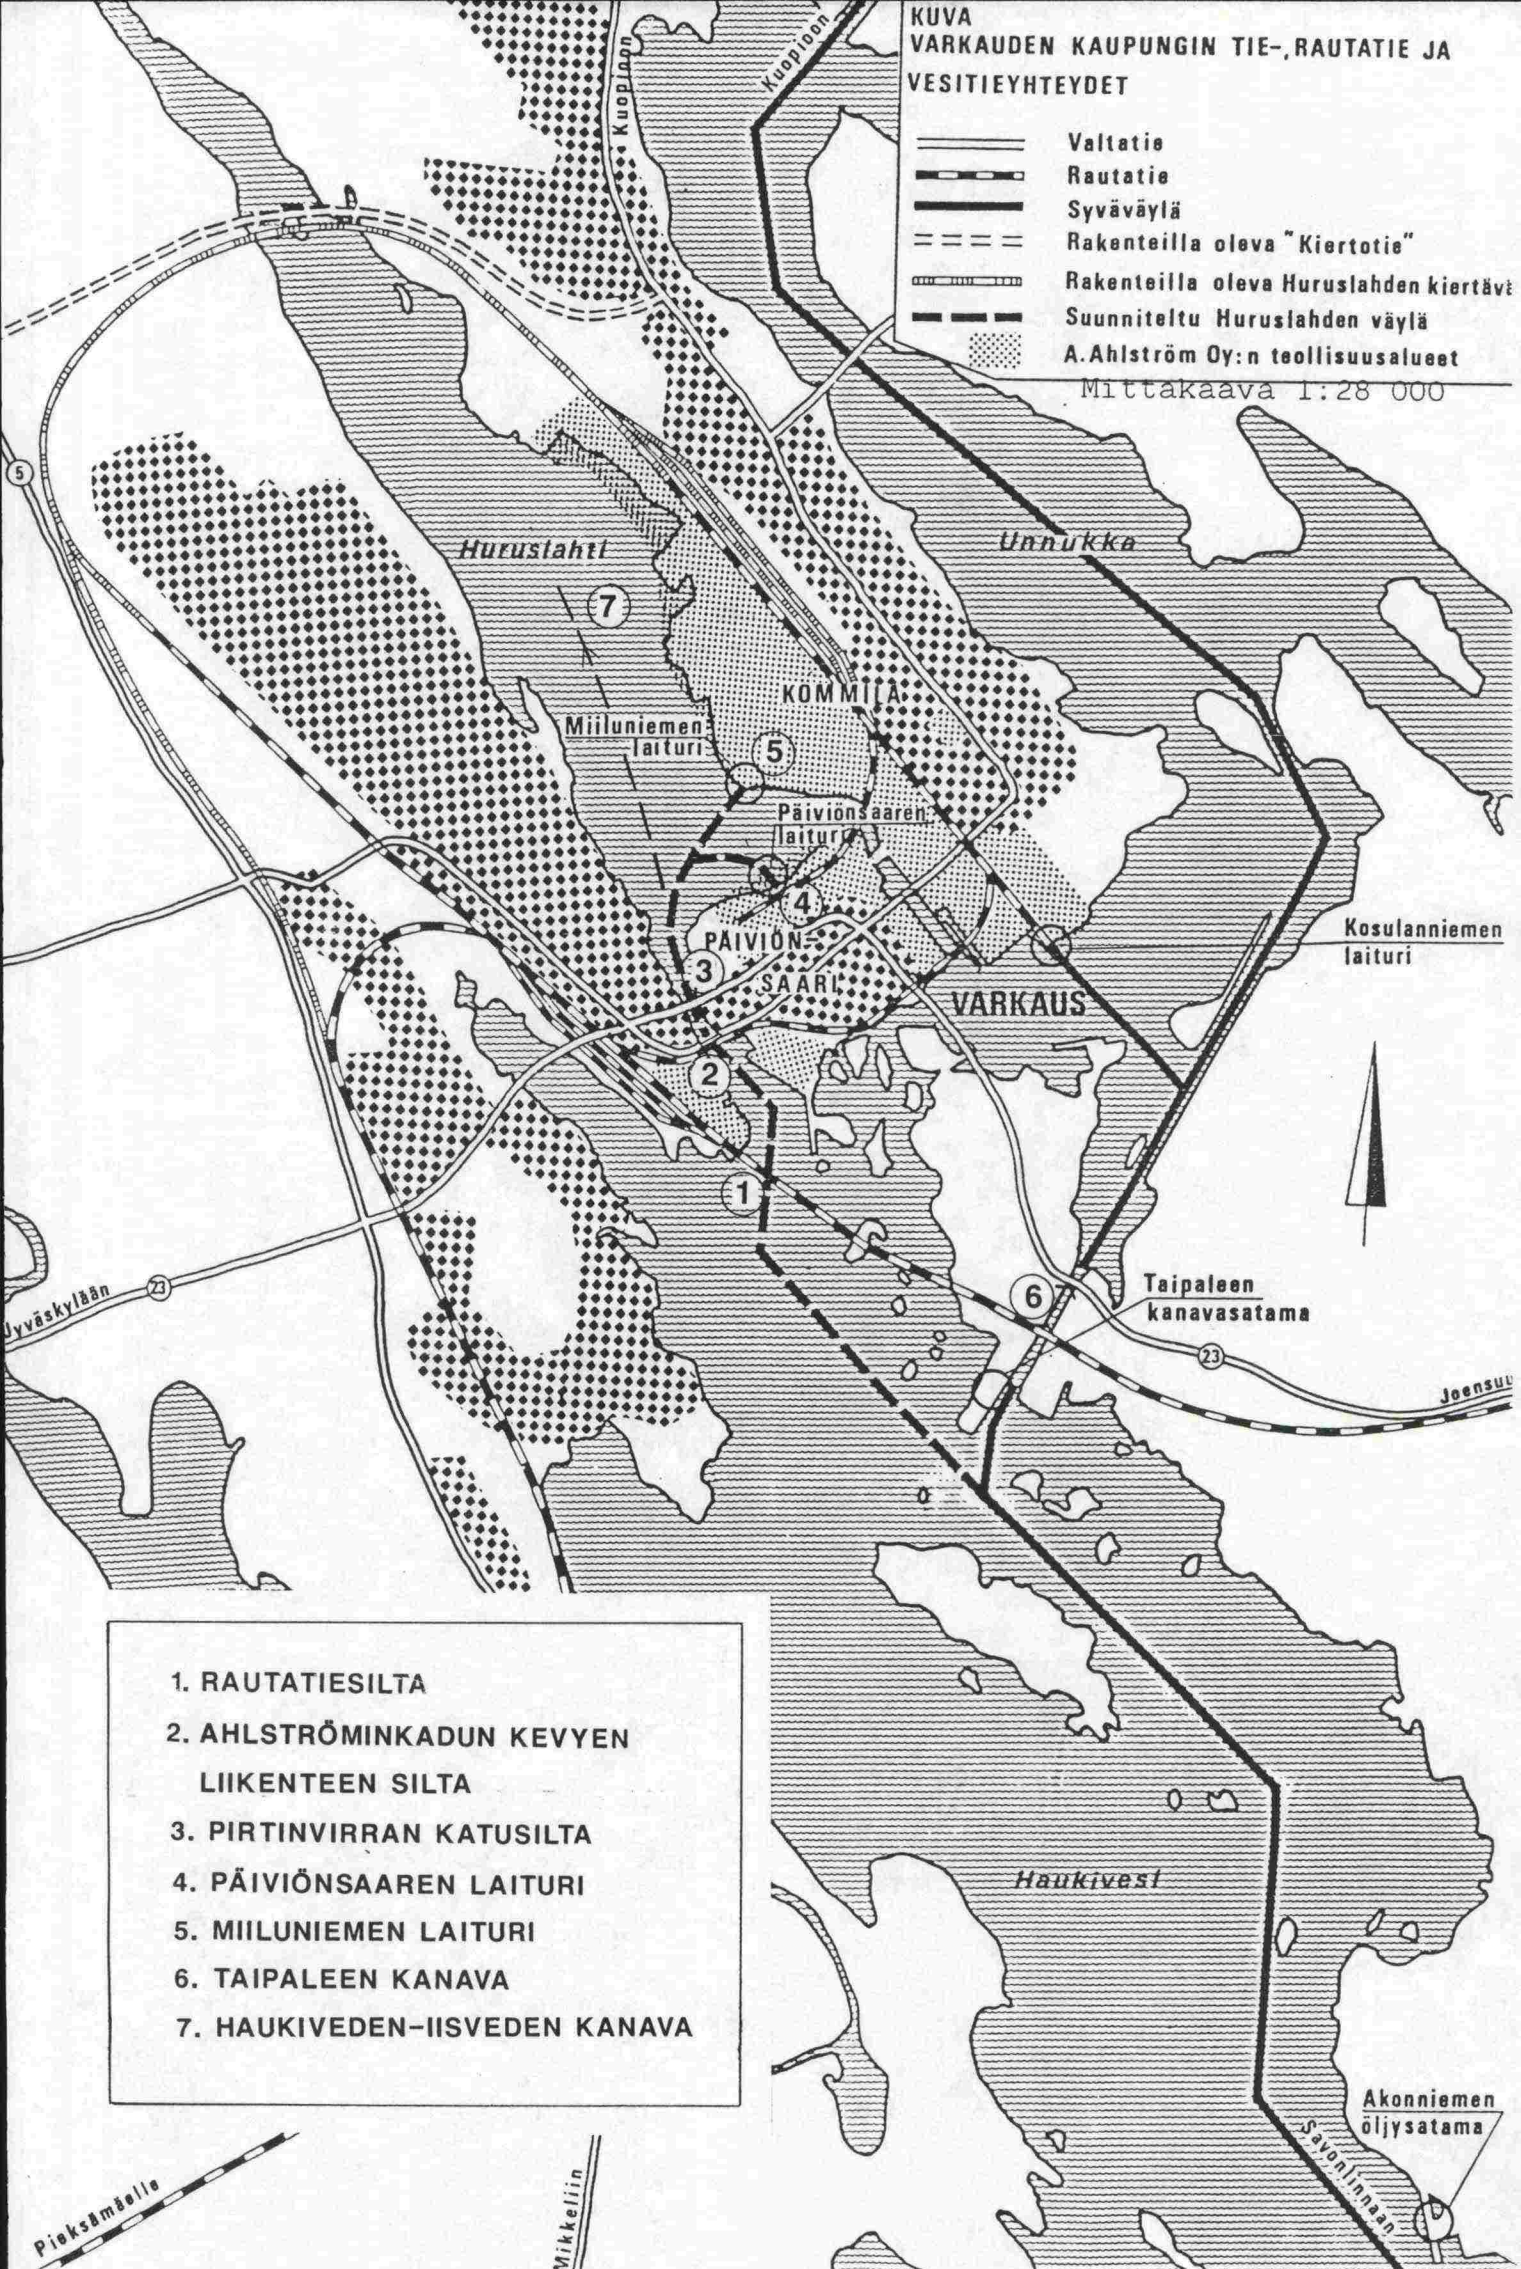 KUVA
VARKAUDEN KAUPUNGIN TIE-, RAUTATIE JA
VESITIEYHTEYDET
Valtatie
Rautatie
Syväväylä
Rakenteilla oleva "Kiertotie"
Rakenteilla oleva Huruslahden kiertävä
Suunniteltu Huruslahden väylä
A. Ahlström Oy:n teollisuusalueet
Mittakaava 1:28 000
Kuopioon
Kuopioon
5
Huruslahti
Unnukka
7
KOMMILA
Miiluniemen
laituri
5
Päiviönsaaren
laituri
4
PÄIVIÖN-
SAARI
3
Kosulanniemen
laituri
VARKAUS
2
1
6
Taipaleen
kanavasatama
Jyväskylään
23
23
Joensuu
1. RAUTATIESILTA
2. AHLSTRÖMINKADUN KEVYEN
LIIKENTEEN SILTA
3. PIRTINVIRRAN KATUSILTA
4. PÄIVIÖNSAAREN LAITURI
5. MIILUNIEMEN LAITURI
6. TAIPALEEN KANAVA
7. HAUKIVEDEN-IISVEDEN KANAVA
Haukivesi
Akonniemen
öljysatama
Savonlinnaan
Pieksämäelle
Mikkeliin